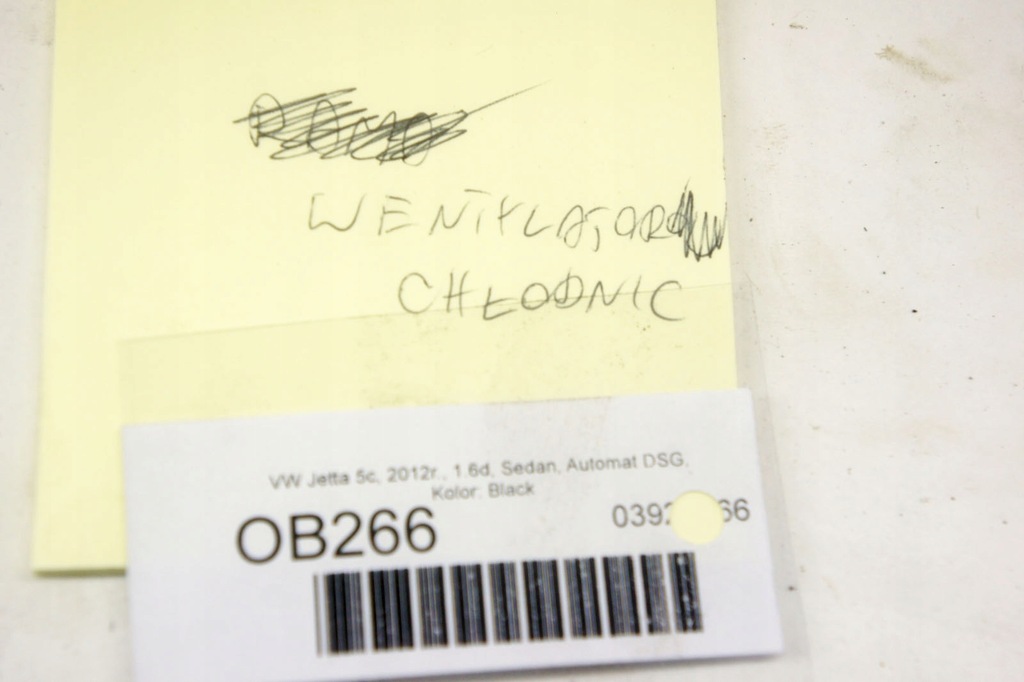 WENTYLATOR
CHŁODNIC
VW Jetta 5c, 2012r., 1.6d, Sedan, Automat DSG,
Kolor: Black
OB266